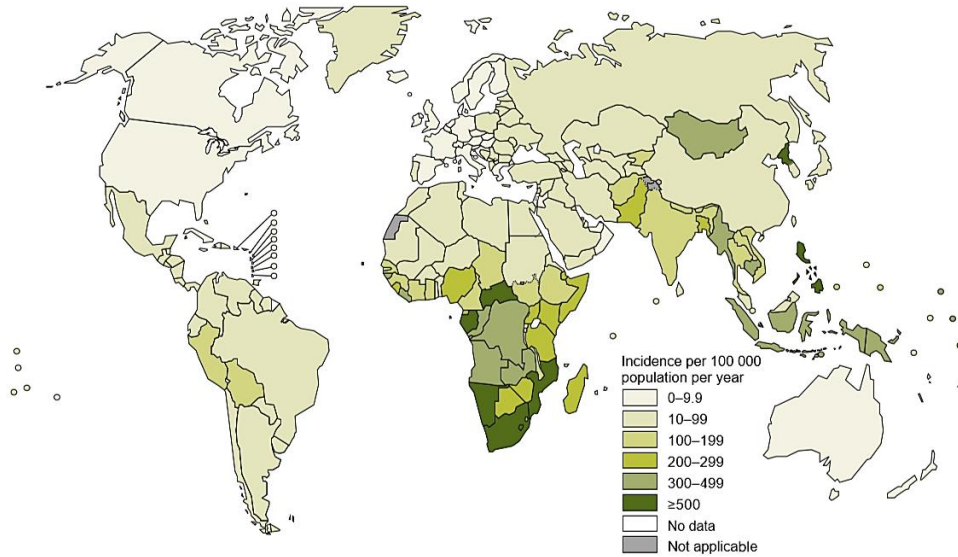 Incidence per 100 000
population per year
0–9.9
10–99
100–199
200–299
300–499
≥500
No data
Not applicable